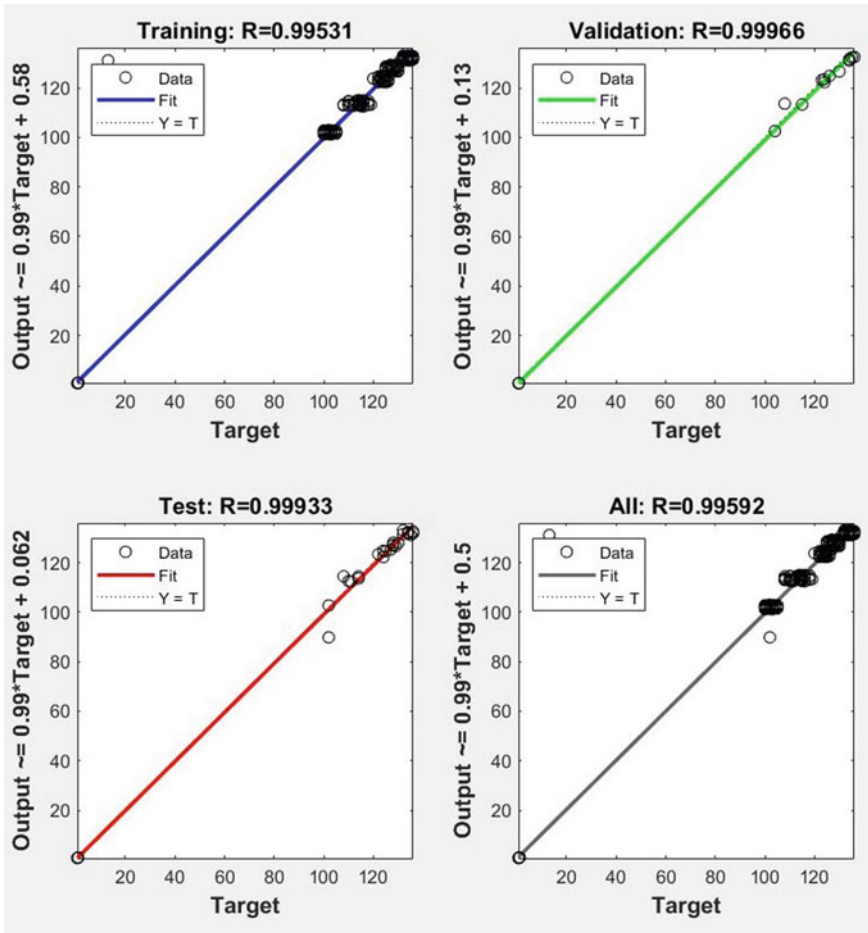 Training: R=0.99531
Output ~= 0.99*Target + 0.58
Data
Fit
Y = T
120
100
80
60
40
20
20 40 60 80 100 120
Target
Validation: R=0.99966
Output ~= 0.99*Target + 0.13
Data
Fit
Y = T
120
100
80
60
40
20
20 40 60 80 100 120
Target
Test: R=0.99933
Output ~= 0.99*Target + 0.062
Data
Fit
Y = T
120
100
80
60
40
20
20 40 60 80 100 120
Target
All: R=0.99592
Output ~= 0.99*Target + 0.5
Data
Fit
Y = T
120
100
80
60
40
20
20 40 60 80 100 120
Target